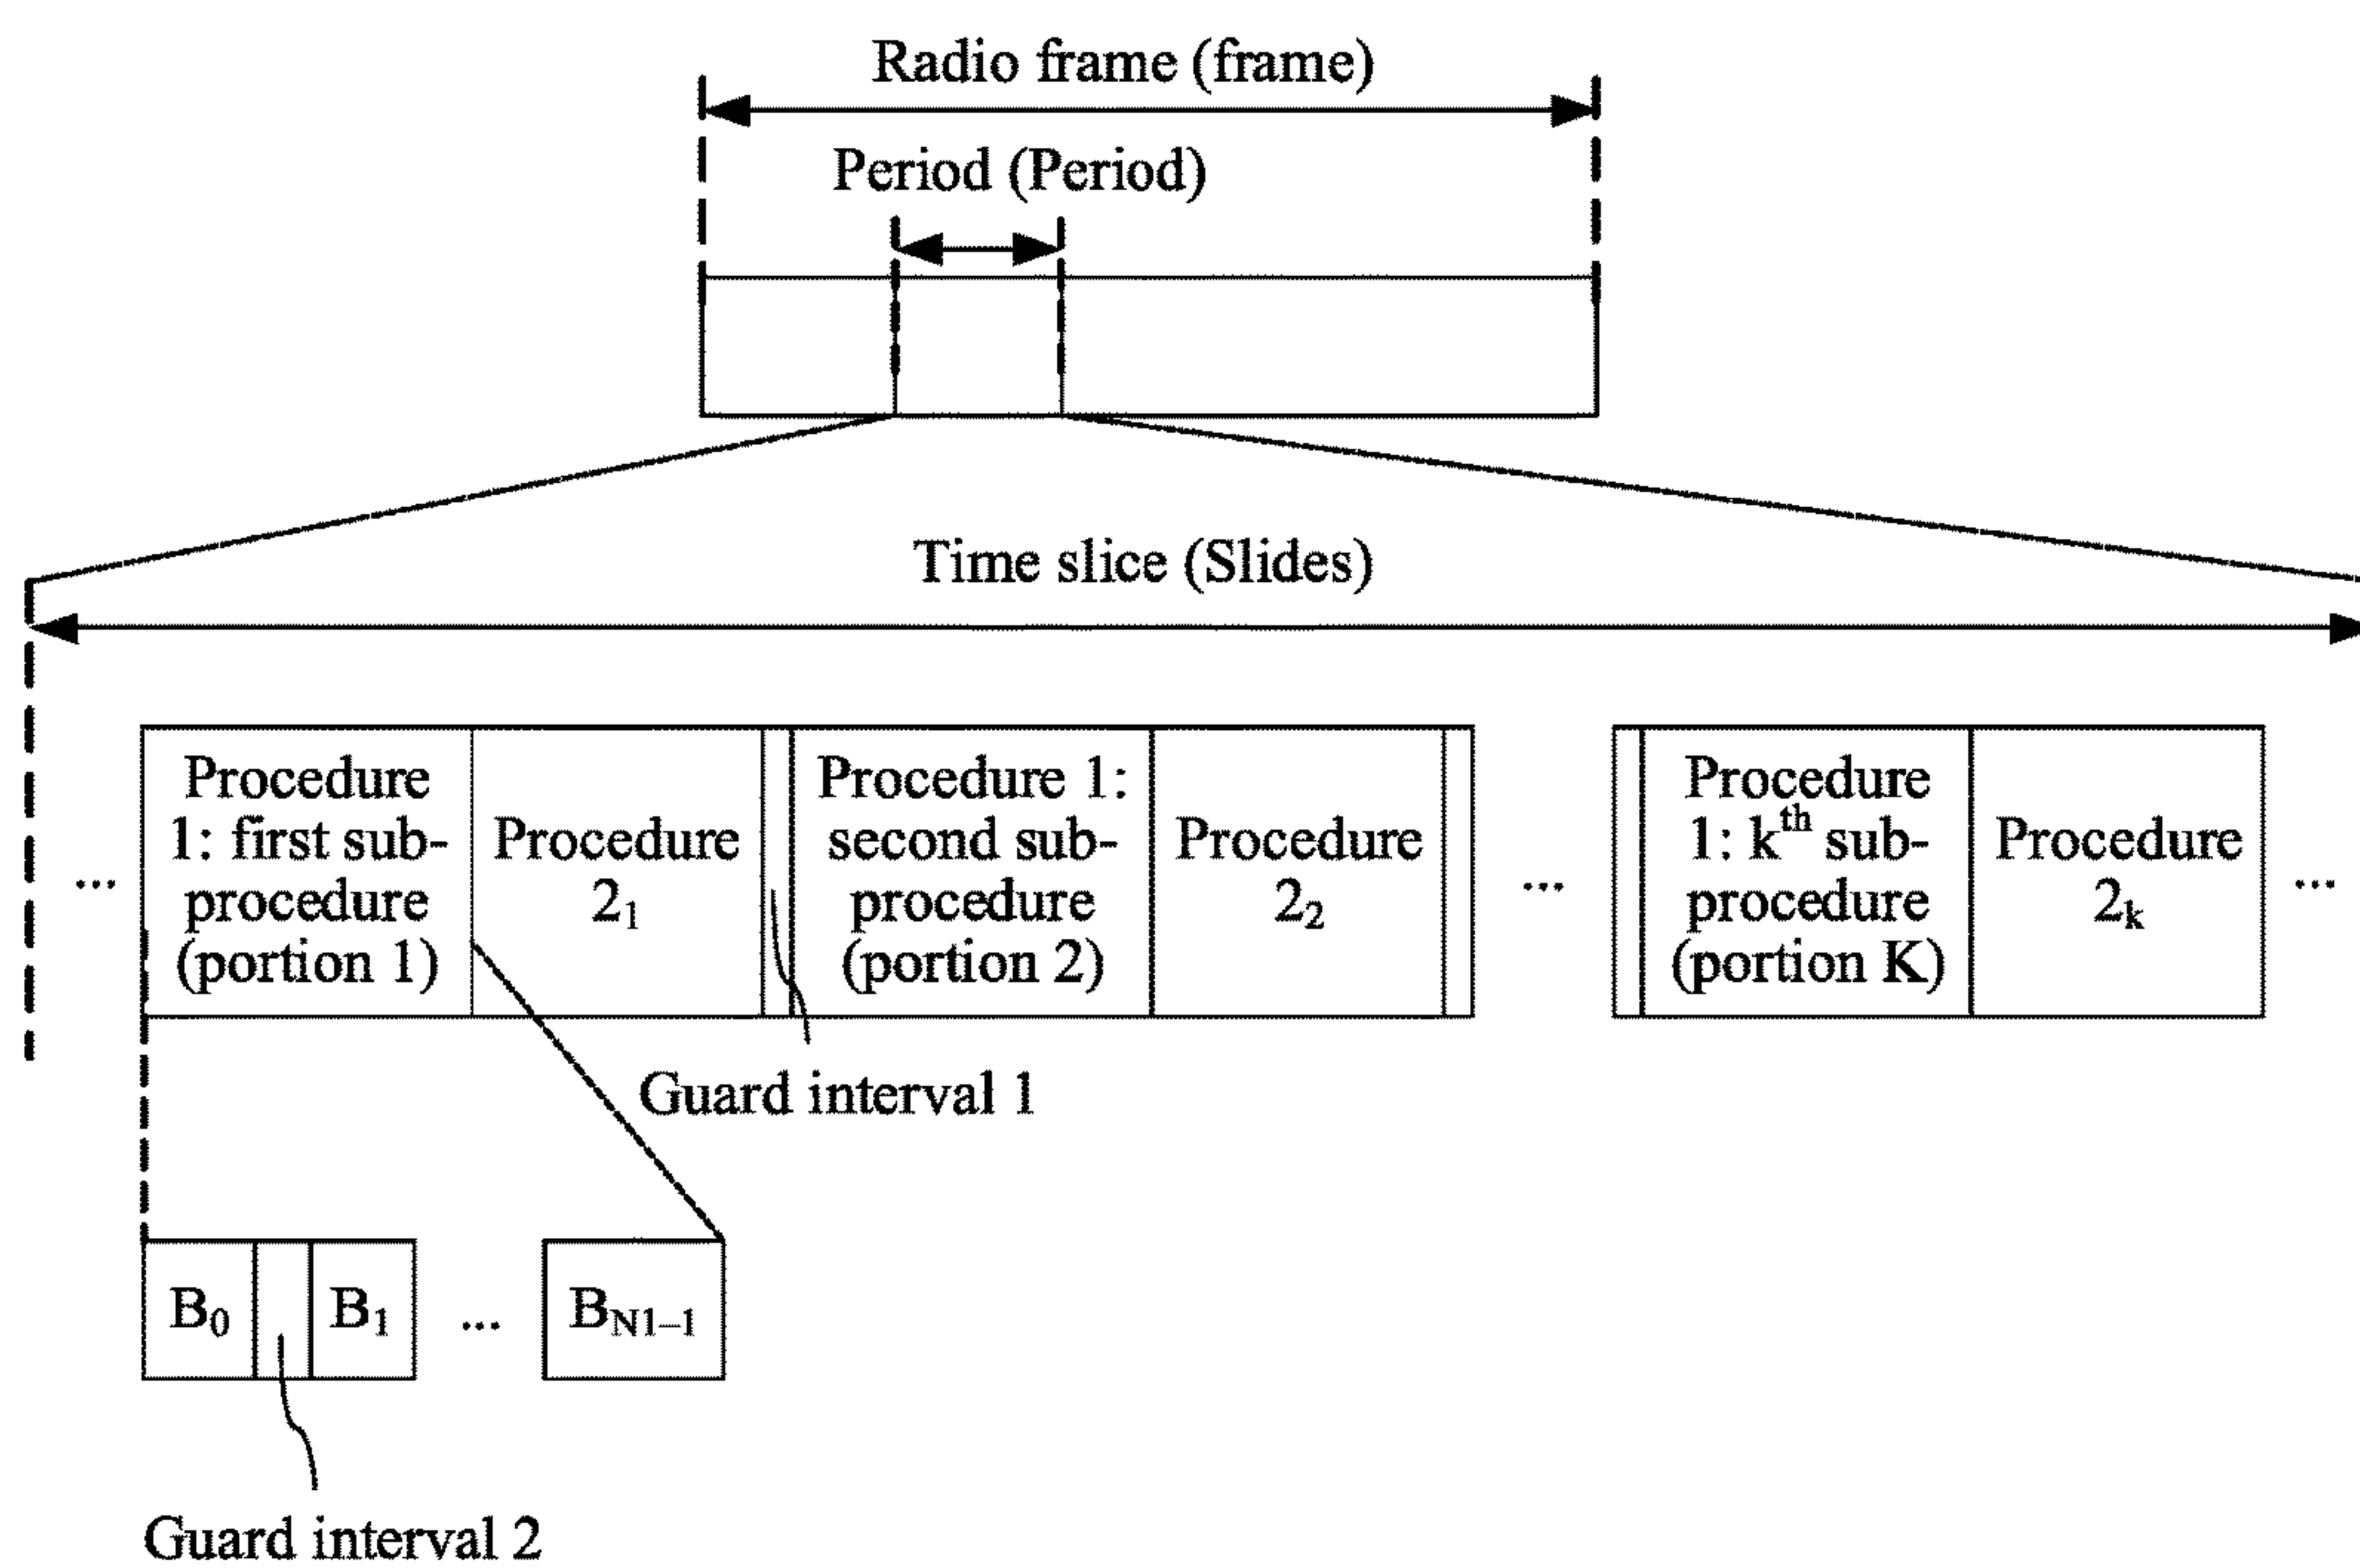 Radio frame (frame)
Period (Period)
Time slice (Slides)
...
Procedure
1: first sub-
procedure
(portion 1)
Procedure
2₁
Procedure 1:
second sub-
procedure
(portion 2)
Procedure
2₂
...
Procedure
1: kᵗʰ sub-
procedure
(portion K)
Procedure
2ₖ
...
Guard interval 1
B₀
B₁
...
B_N1–1
Guard interval 2